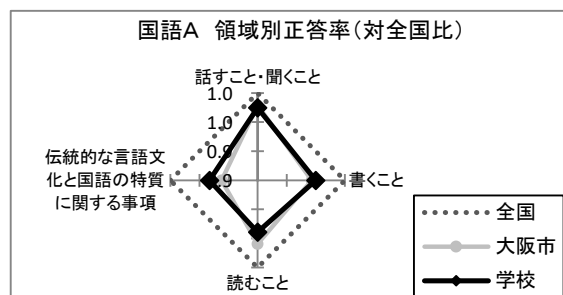 国語A 領域別正答率(対全国比)
話すこと・聞くこと
1.0
1.0
0.9
0.9
伝統的な言語文
化と国語の特質
に関する事項
書くこと
読むこと
全国
大阪市
学校